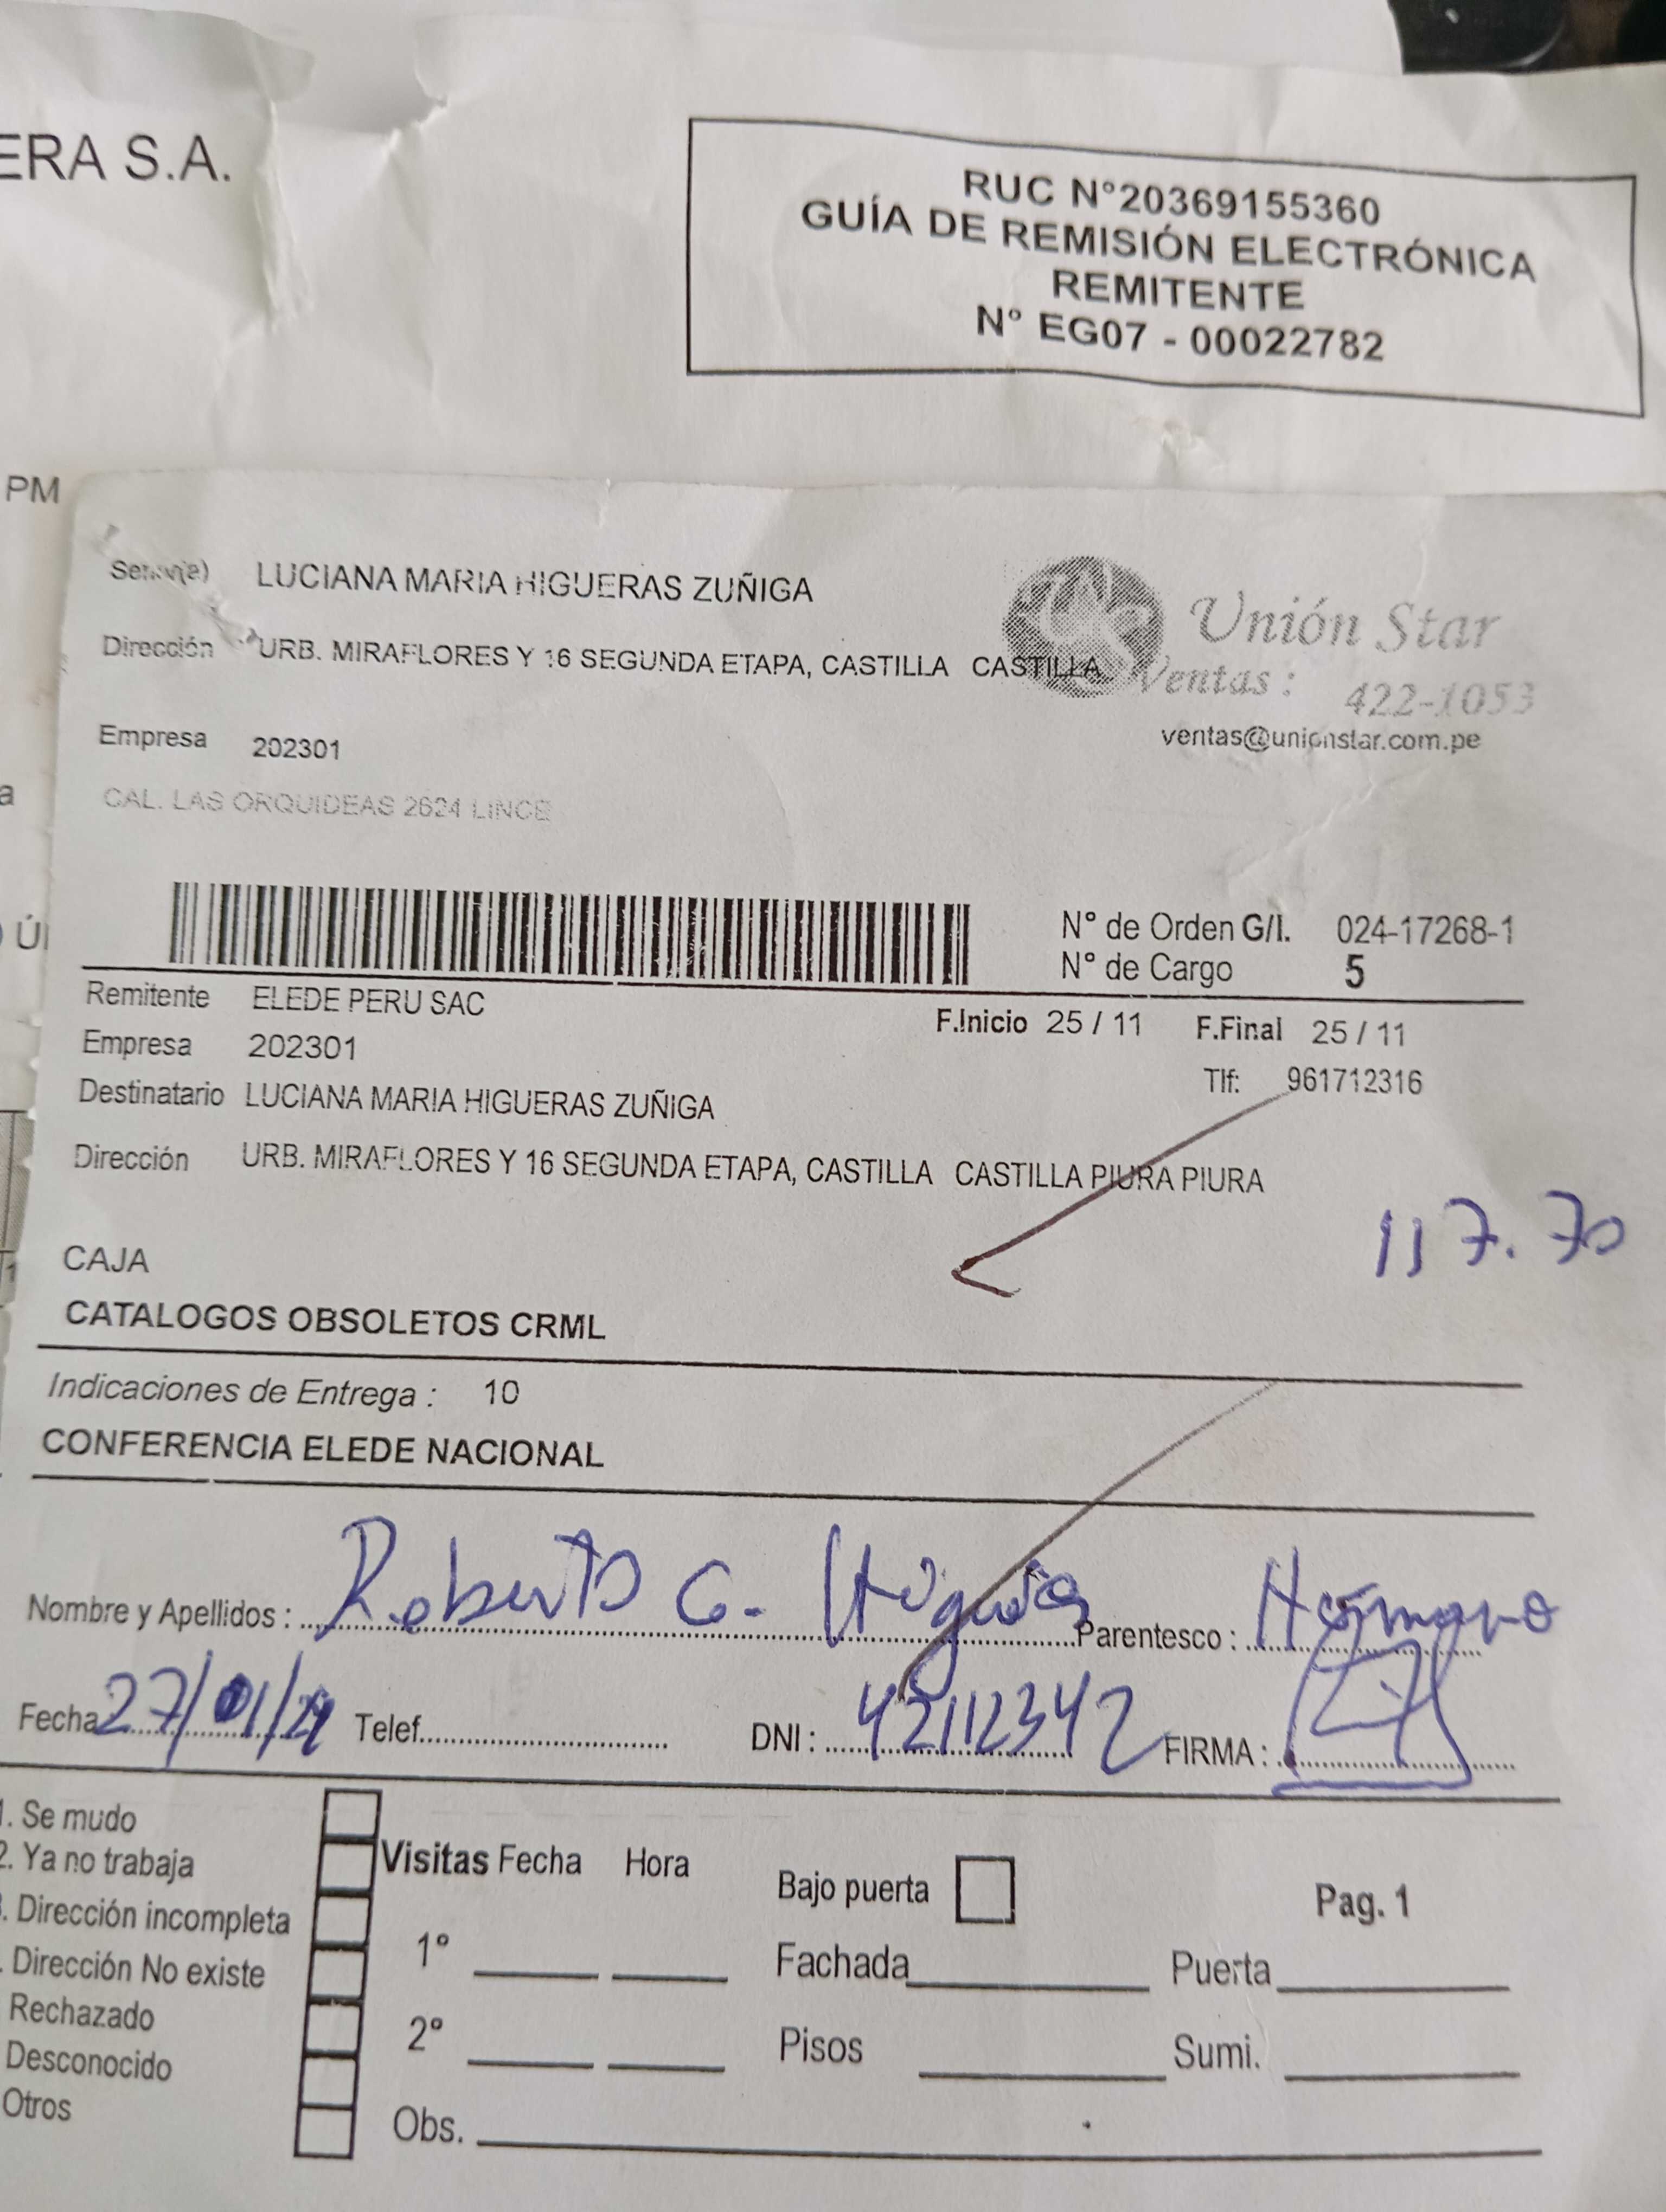 ERA S.A.
RUC N°20369155360
GUÍA DE REMISIÓN ELECTRÓNICA
REMITENTE
N° EG07 - 00022782
PM
LUCIANA MARIA HIGUERAS ZUÑIGA
Unión Star
Dirección URB. MIRAFLORES Y 16 SEGUNDA ETAPA, CASTILLA CASTILLA
Ventas : 422-1053
Empresa 202301
ventas@unionstar.com.pe
CAL. LAS ORQUIDEAS 2624 LINCE
a
ÚI
N° de Orden G/I. 024-17268-1
N° de Cargo 5
Remitente ELEDE PERU SAC
F.Inicio 25 / 11 F.Final 25 / 11
Empresa 202301
Tlf: 961712316
Destinatario LUCIANA MARIA HIGUERAS ZUÑIGA
Dirección URB. MIRAFLORES Y 16 SEGUNDA ETAPA, CASTILLA CASTILLA PIURA PIURA
117.70
CAJA
CATALOGOS OBSOLETOS CRML
Indicaciones de Entrega : 10
CONFERENCIA ELEDE NACIONAL
Nombre y Apellidos : Roberto G. Higueras Parentesco : Hermano
Fecha 27/01/ Telef. DNI : 42112342 FIRMA :
1. Se mudo
2. Ya no trabaja
. Dirección incompleta
. Dirección No existe
Rechazado
Desconocido
Otros
Visitas Fecha Hora
1°
2°
Obs.
Bajo puerta
Pag. 1
Fachada Puerta
Pisos Sumi.